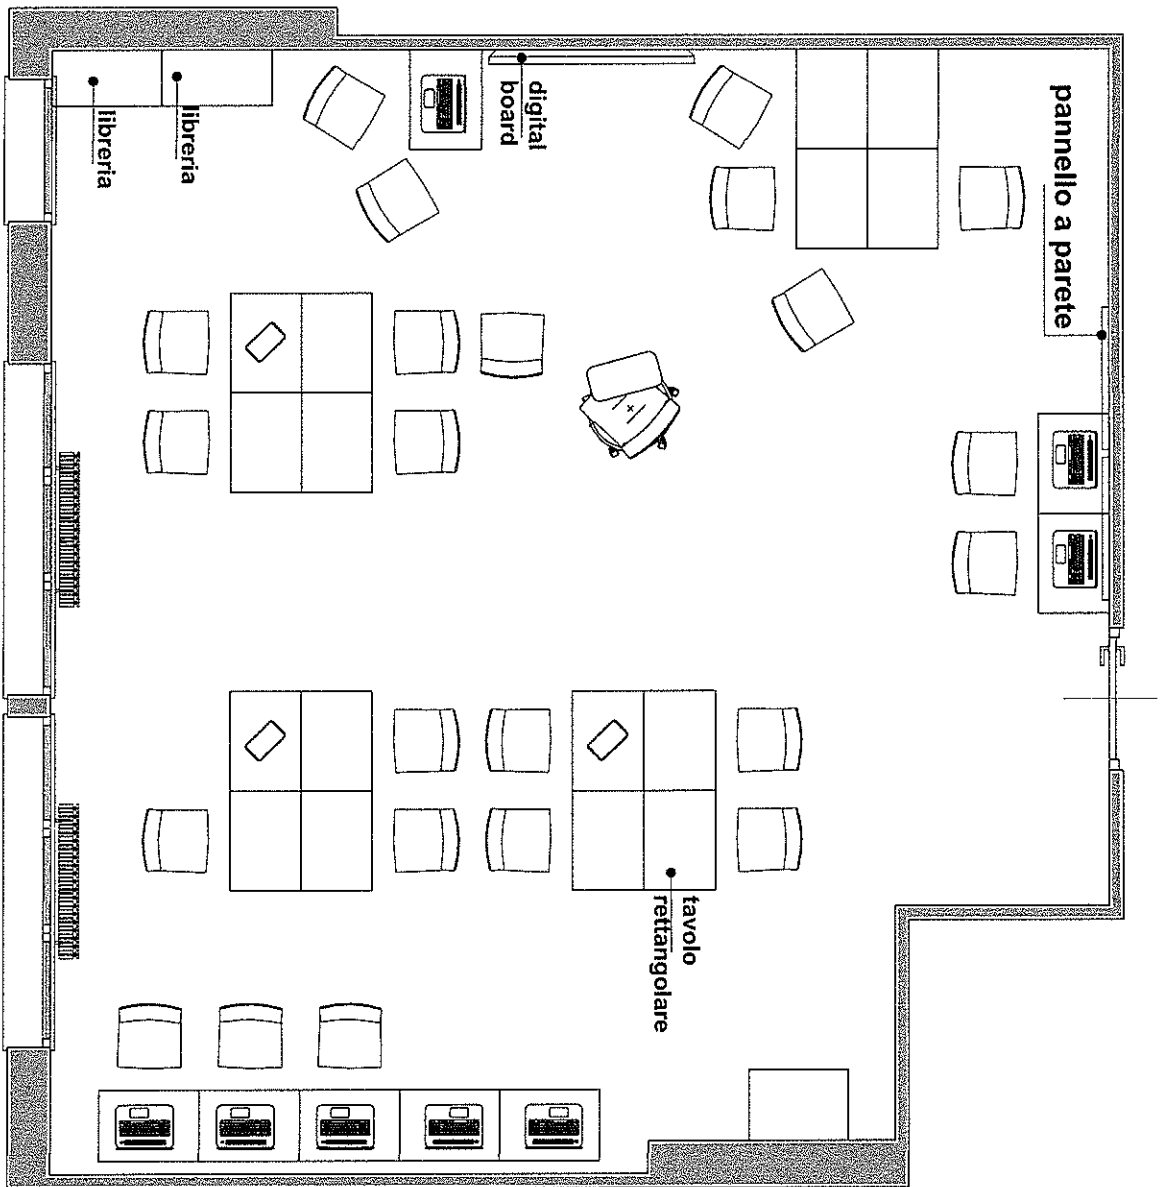 libreria
libreria
digital
board
pannello a parete
tavolo
rettangolare